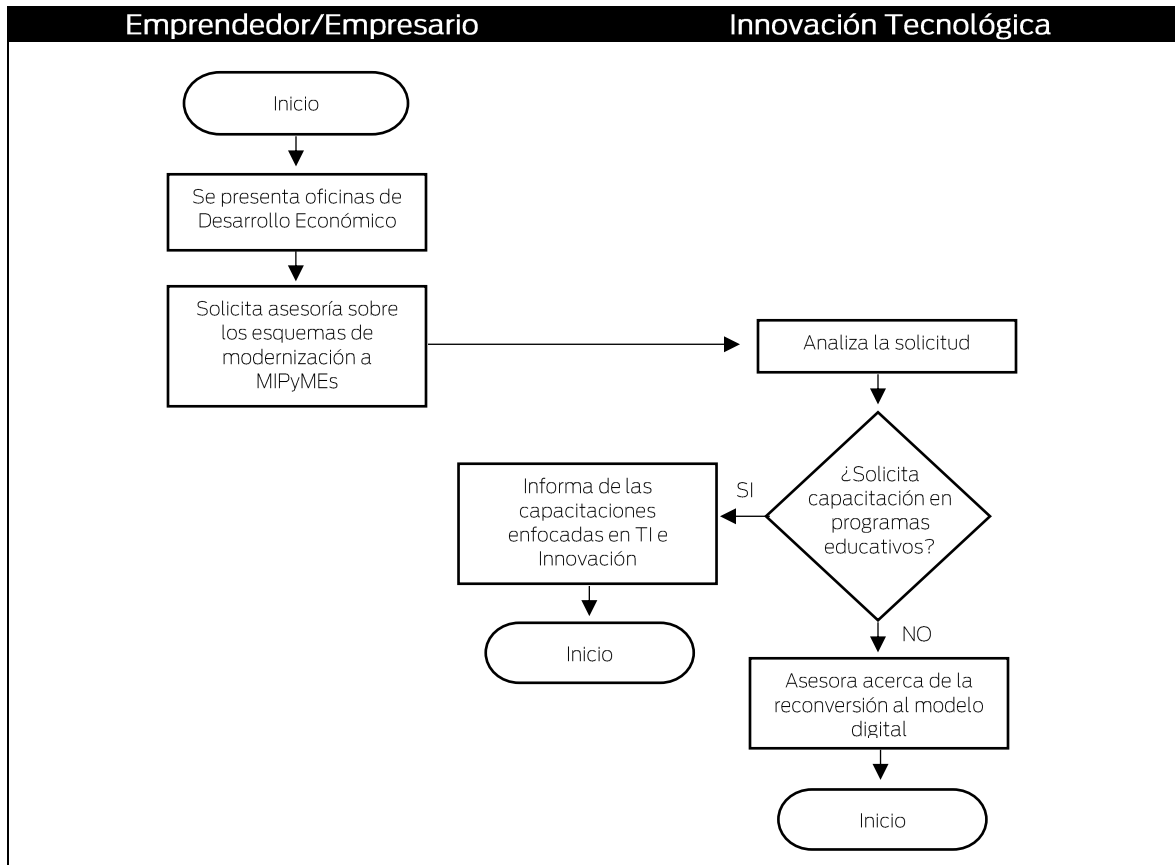 Emprendedor/Empresario
Innovación Tecnológica
Inicio
Se presenta oficinas de
Desarrollo Económico
Solicita asesoría sobre
los esquemas de
modernización a
MIPyMEs
Analiza la solicitud
¿Solicita
capacitación en
programas
educativos?
SI
Informa de las
capacitaciones
enfocadas en TI e
Innovación
Inicio
NO
Asesora acerca de la
reconversión al modelo
digital
Inicio